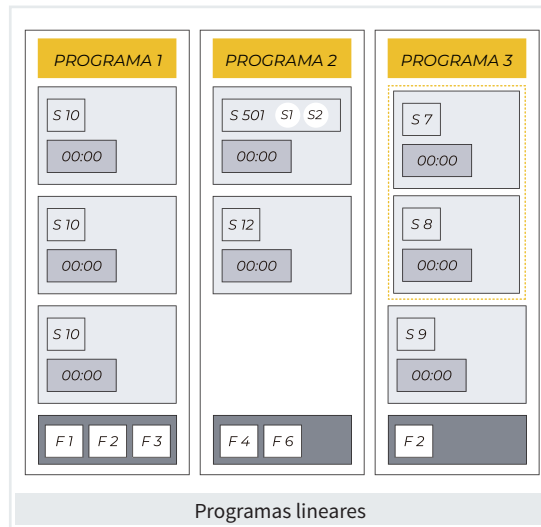 PROGRAMA 1
S 10
00:00
S 10
00:00
S 10
00:00
F 1 F 2 F 3
PROGRAMA 2
S 501 S1 S2
00:00
S 12
00:00
F 4 F 6
PROGRAMA 3
S 7
00:00
S 8
00:00
S 9
00:00
F 2
Programas lineares